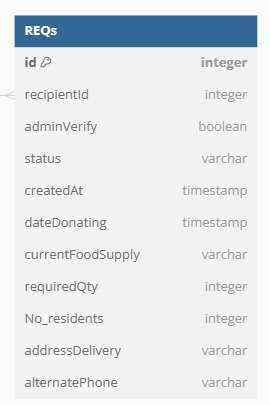 REQs
id integer
recipientId integer
adminVerify boolean
status varchar
createdAt timestamp
dateDonating timestamp
currentFoodSupply varchar
requiredQty integer
No_residents integer
addressDelivery varchar
alternatePhone varchar